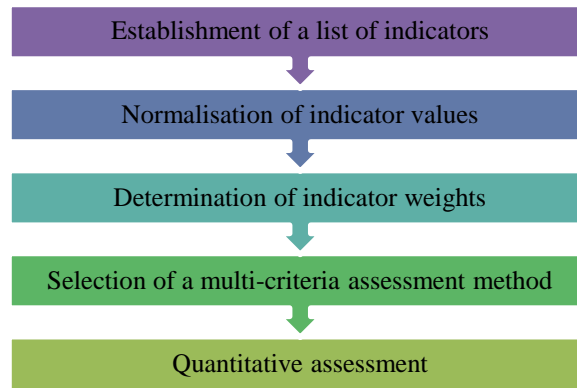 Establishment of a list of indicators
Normalisation of indicator values
Determination of indicator weights
Selection of a multi-criteria assessment method
Quantitative assessment